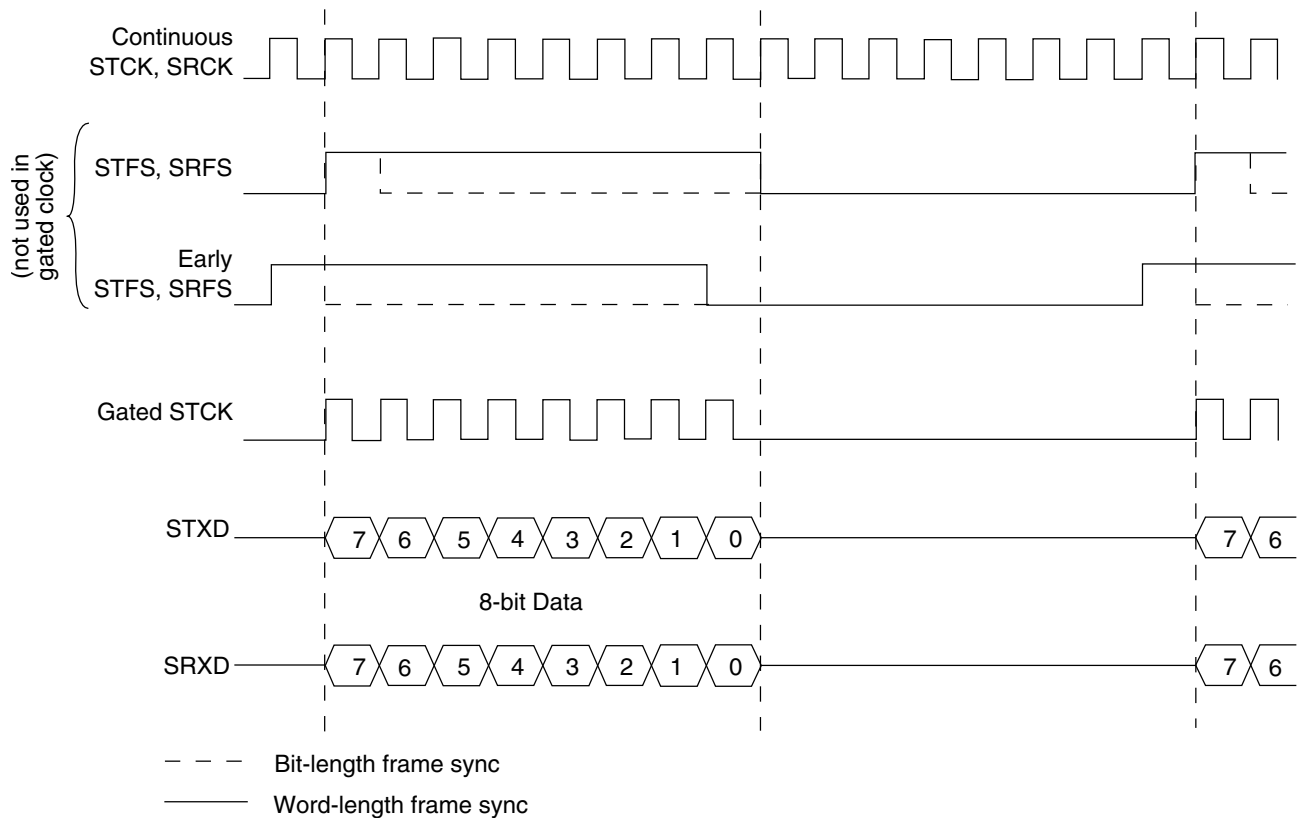 Continuous
STCK, SRCK
(not used in
gated clock)
STFS, SRFS
Early
STFS, SRFS
Gated STCK
STXD
7 6 5 4 3 2 1 0 7 6
8-bit Data
SRXD
7 6 5 4 3 2 1 0 7 6
Bit-length frame sync
Word-length frame sync